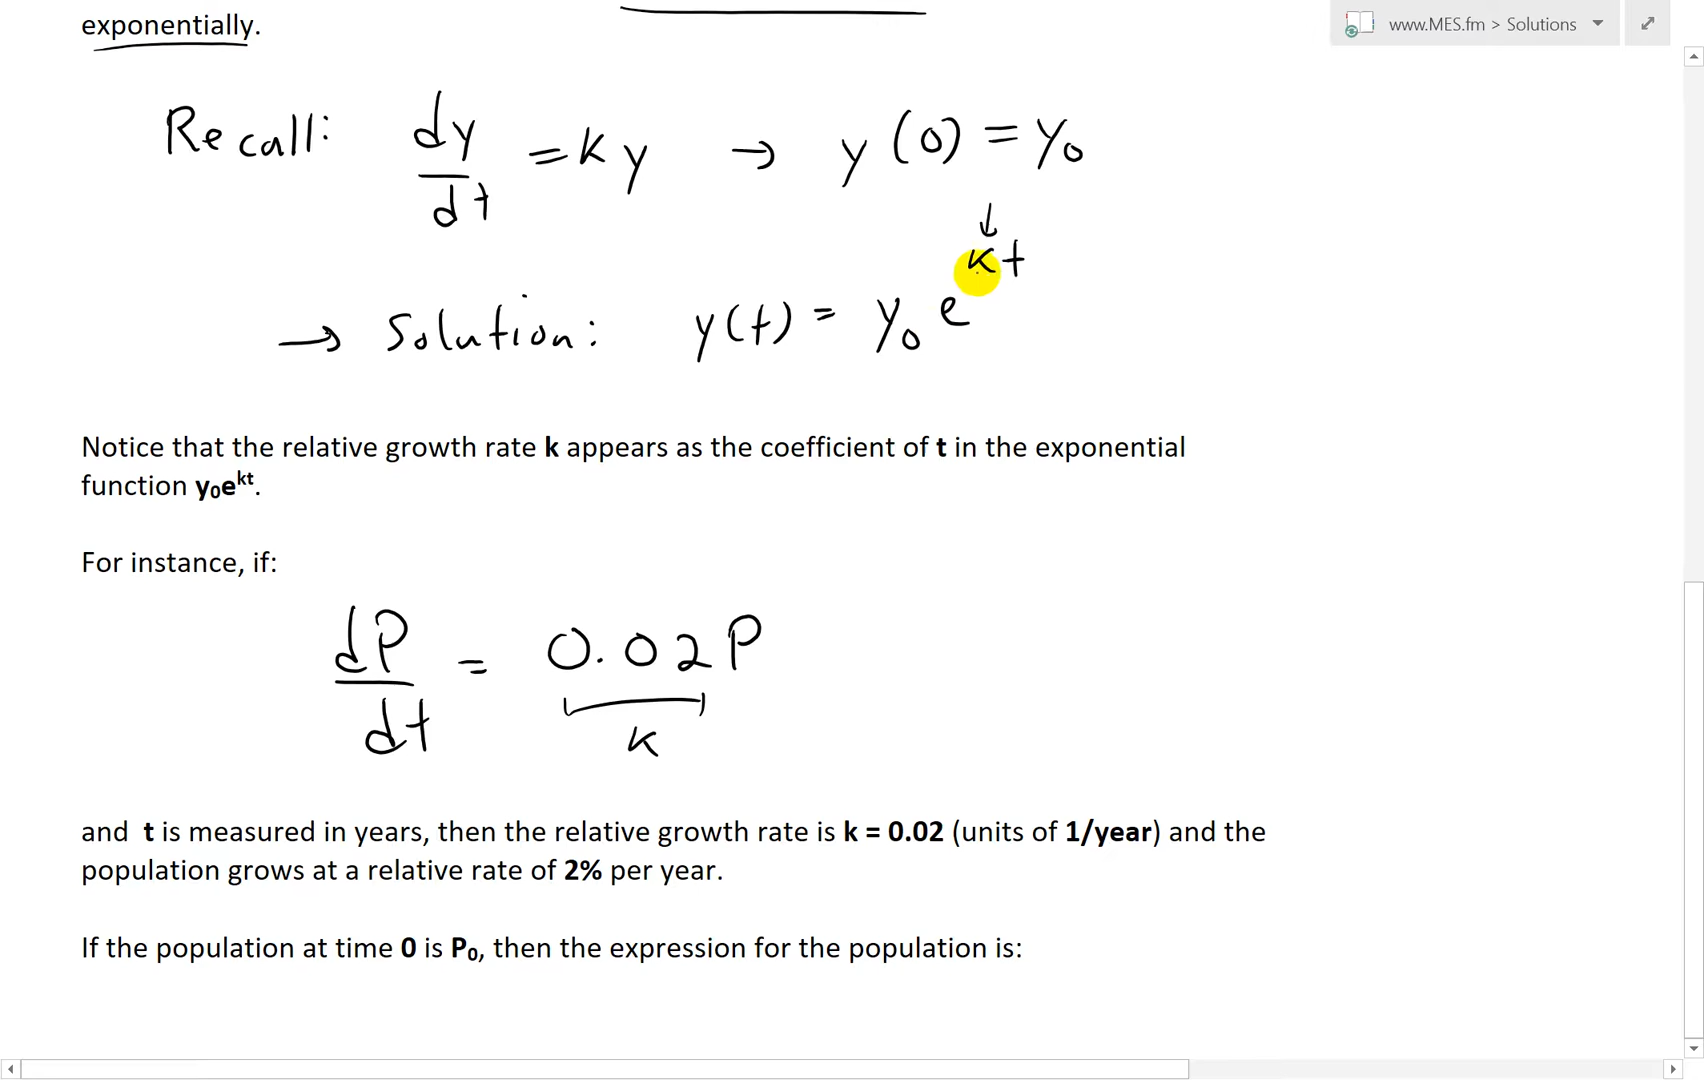 exponentially.
www.MES.fm > Solutions
Recall: dy/dt = ky → y(0) = y₀
↓
→ Solution: y(t) = y₀ e^kt
Notice that the relative growth rate k appears as the coefficient of t in the exponential
function y₀eᵏᵗ.
For instance, if:
dP/dt = 0.02P
k
and t is measured in years, then the relative growth rate is k = 0.02 (units of 1/year) and the
population grows at a relative rate of 2% per year.
If the population at time 0 is P₀, then the expression for the population is: